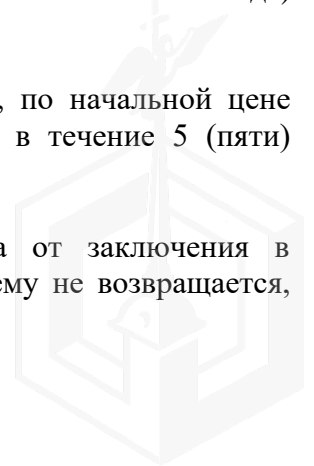 , по начальной цене
в течение 5 (пяти)
а от заключения в
ему не возвращается,